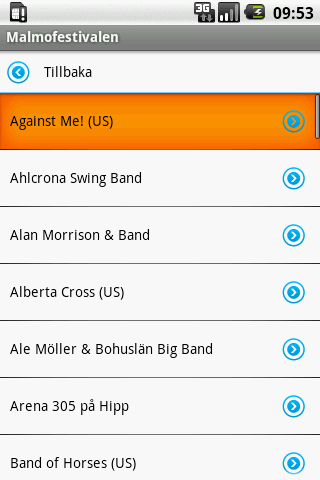 3G
09:53
Malmofestivalen
Tillbaka
Against Me! (US)
Ahlcrona Swing Band
Alan Morrison & Band
Alberta Cross (US)
Ale Möller & Bohuslän Big Band
Arena 305 på Hipp
Band of Horses (US)